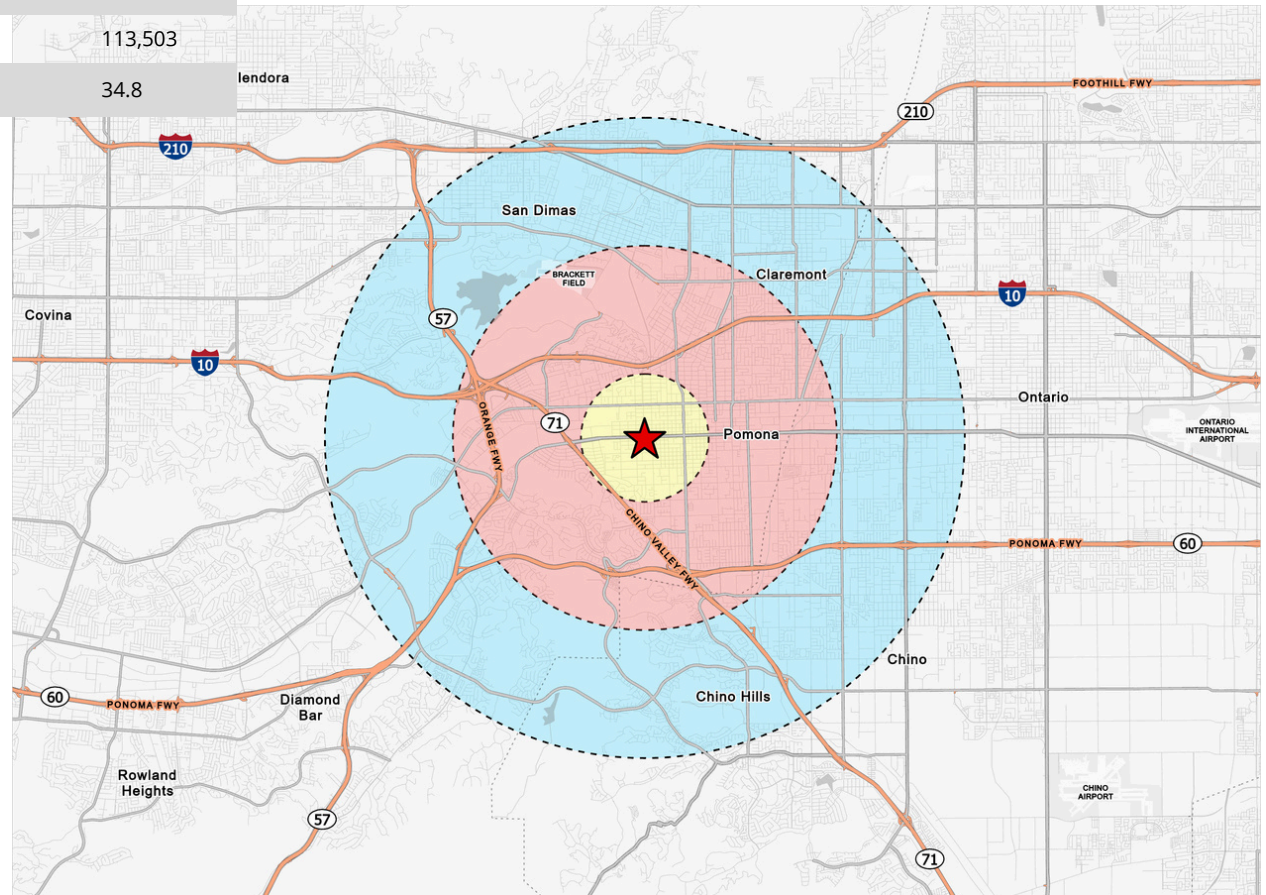 113,503
lendora
34.8
FOOTHILL FWY
210
210
San Dimas
BRACKETT
FIELD
Claremont
10
Covina
57
10
Ontario
ORANGE FWY
71
Pomona
ONTARIO
INTERNATIONAL
AIRPORT
CHINO VALLEY FWY
PONOMA FWY
60
Chino
60
PONOMA FWY
Diamond
Bar
Chino Hills
Rowland
Heights
CHINO
AIRPORT
57
71